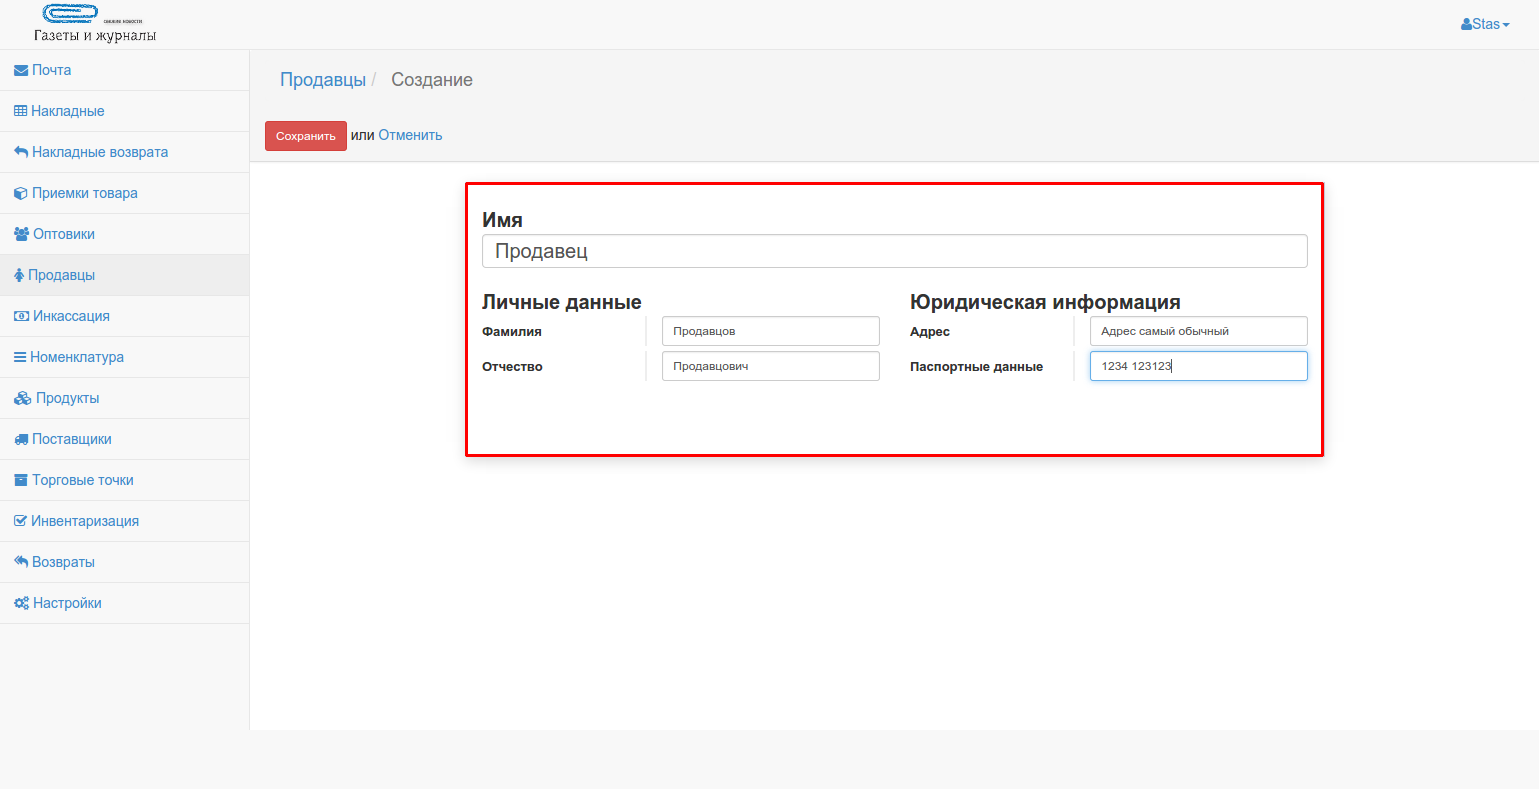 свежие новости
Газеты и журналы
Stas
Почта
Накладные
Накладные возврата
Приемки товара
Оптовики
Продавцы
Инкассация
Номенклатура
Продукты
Поставщики
Торговые точки
Инвентаризация
Возвраты
Настройки
Продавцы / Создание
Сохранить или Отменить
Имя
Продавец
Личные данные
Фамилия Продавцов
Отчество Продавцович
Юридическая информация
Адрес Адрес самый обычный
Паспортные данные 1234 123123